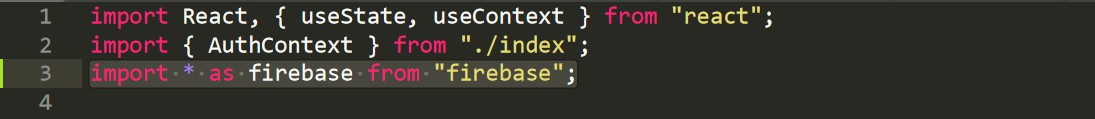 1 import React, { useState, useContext } from "react";
2 import { AuthContext } from "./index";
3 import * as firebase from "firebase";
4